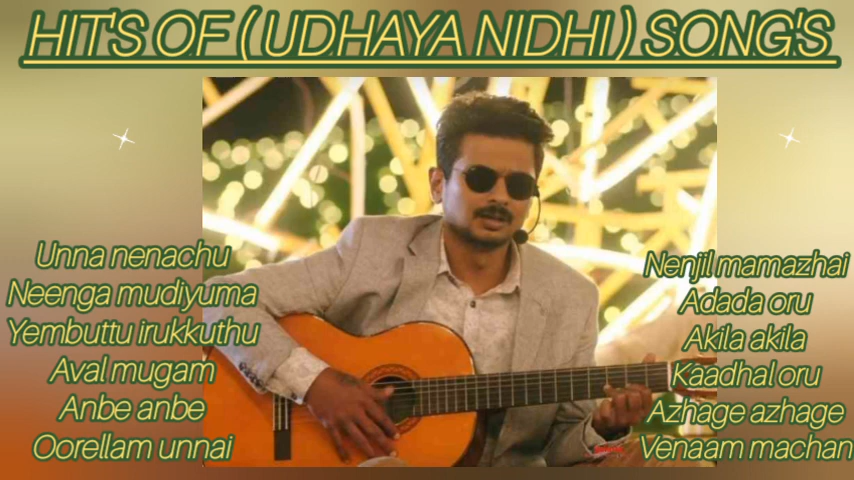 HIT'S OF ( UDHAYA NIDHI ) SONG'S
Unna nenachu
Neenga mudiyuma
Yembuttu irukkuthu
Aval mugam
Anbe anbe
Oorellam unnai
Nenjil mamazhai
Adada oru
Akila akila
Kaadhal oru
Azhage azhage
Venaam machan